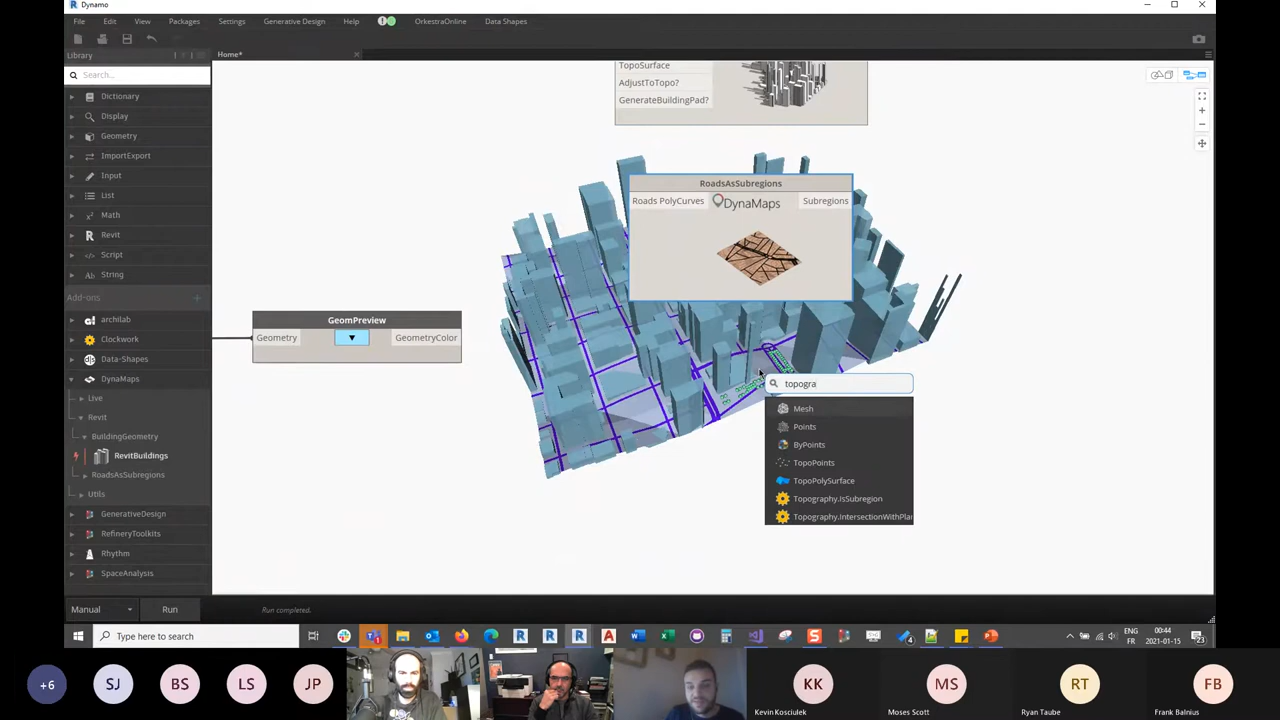 Dynamo
File Edit View Packages Settings Generative Design Help OrkestraOnline Data Shapes
Library
Home*
Search...
Dictionary
Display
Geometry
ImportExport
Input
List
Math
Revit
Script
String
Add-ons
archilab
Clockwork
Data-Shapes
DynaMaps
Live
Revit
BuildingGeometry
RevitBuildings
RoadsAsSubregions
Utils
GenerativeDesign
RefineryToolkits
Rhythm
SpaceAnalysis
TopoSurface
AdjustToTopo?
GenerateBuildingPad?
RoadsAsSubregions
Roads PolyCurves DynaMaps Subregions
GeomPreview
Geometry GeometryColor
topogra
Mesh
Points
ByPoints
TopoPoints
TopoPolySurface
Topography.IsSubregion
Topography.IntersectionWithPla
Manual Run Run completed.
Type here to search
ENG
FR
00:44
2021-01-15
23
+6 SJ BS LS JP KK MS RT FB
Kevin Kosciulek Moses Scott Ryan Taube Frank Balnius